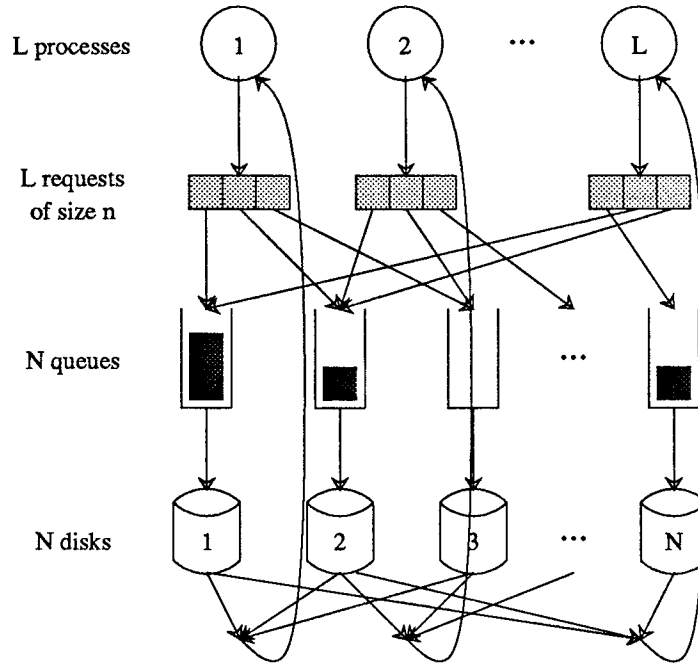 L processes
1
2
...
L
L requests
of size n
N queues
...
N disks
1
2
3
...
N